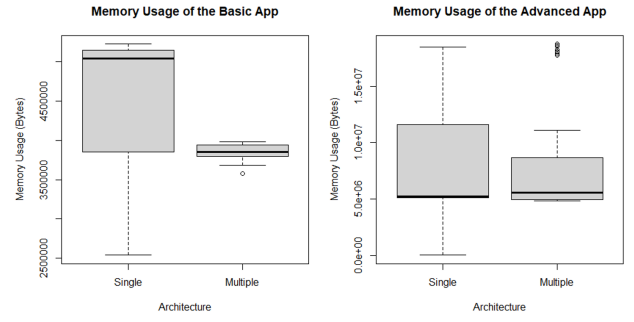 Memory Usage of the Basic App
Memory Usage (Bytes)
2500000
3500000
4500000
Single
Multiple
Architecture
Memory Usage of the Advanced App
Memory Usage (Bytes)
0.0e+00
5.0e+06
1.0e+07
1.5e+07
Single
Multiple
Architecture